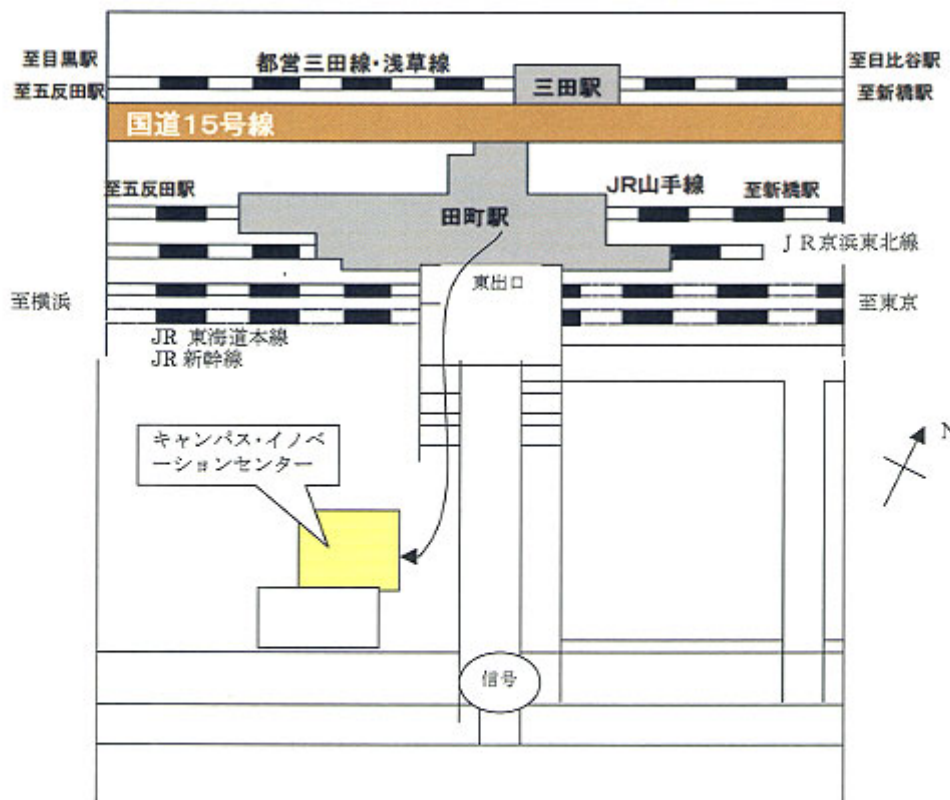 至目黒駅
都営三田線・浅草線
至日比谷駅
至五反田駅
三田駅
至新橋駅
国道15号線
至五反田駅
JR山手線
至新橋駅
田町駅
JR京浜東北線
東出口
至横浜
至東京
JR 東海道本線
JR 新幹線
キャンパス・イノベ
ーションセンター
N
信号